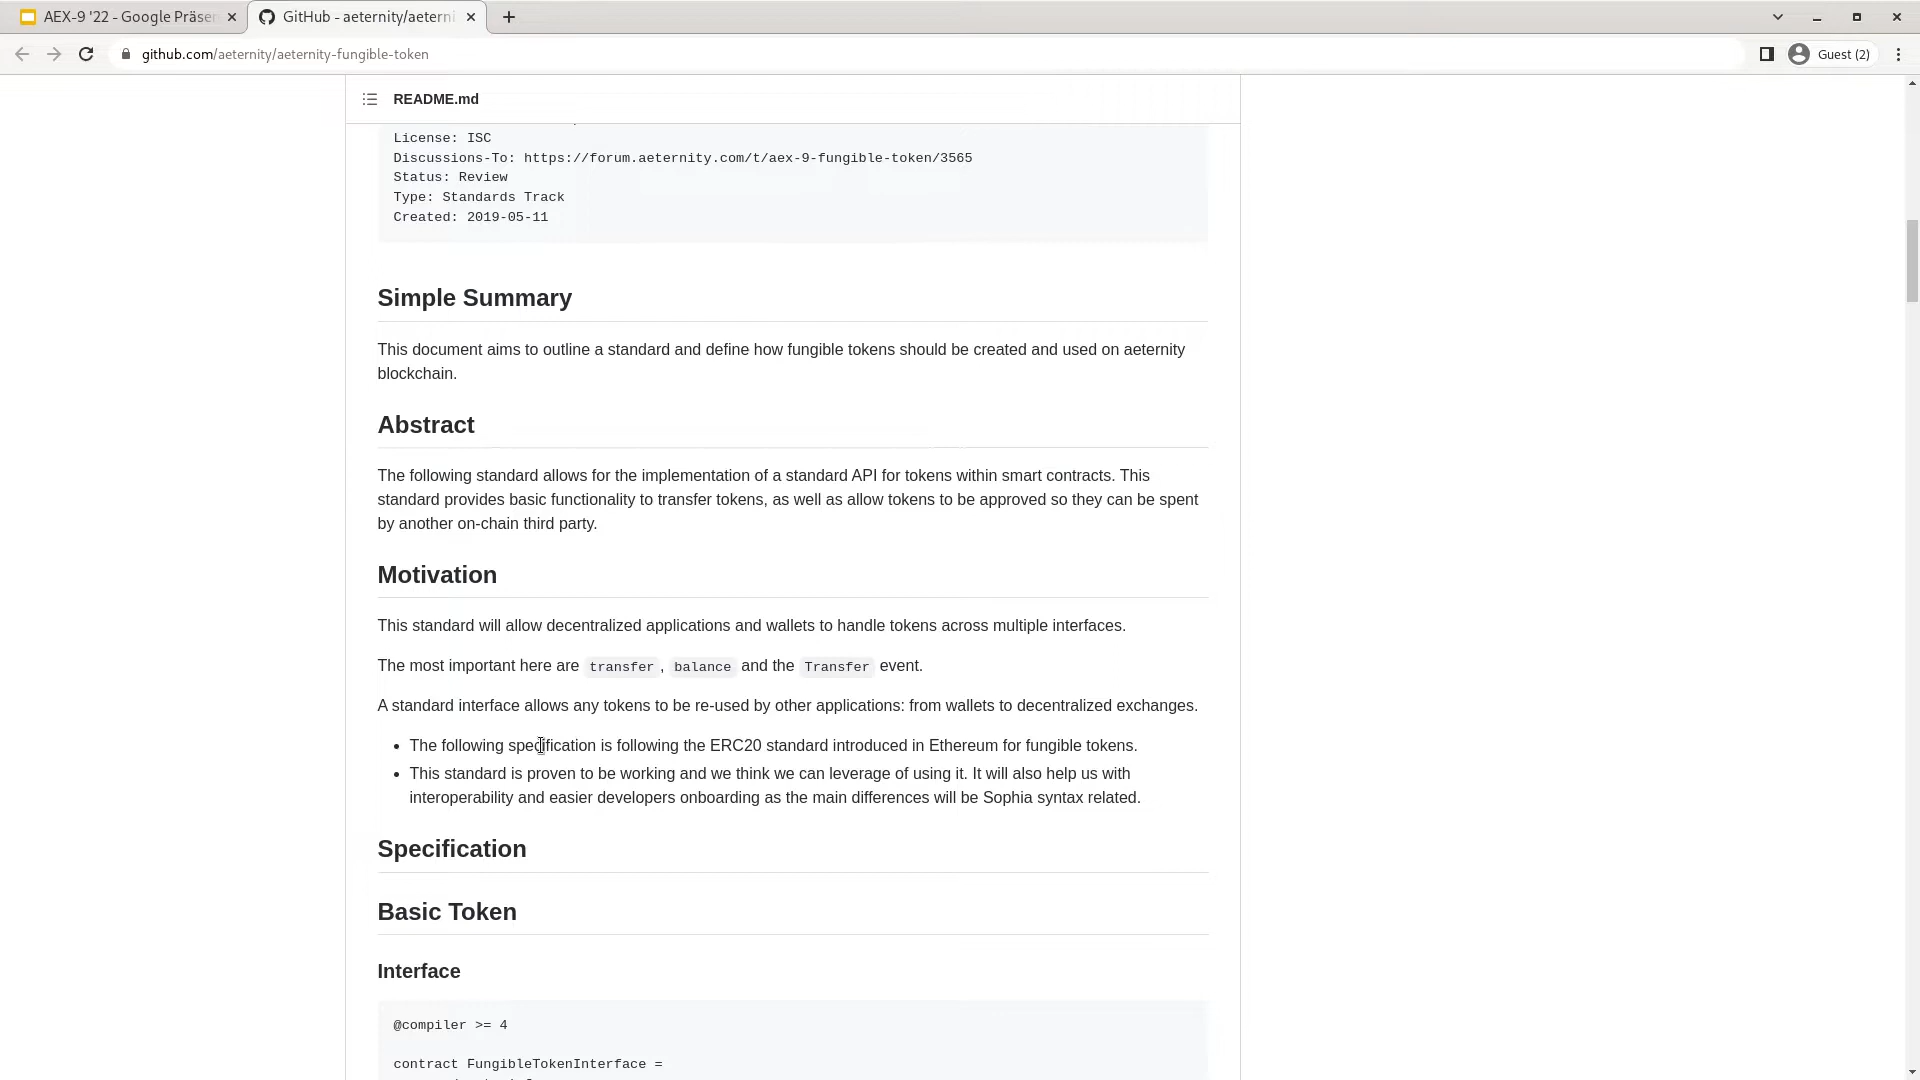 AEX-9 '22 - Google Präsen
GitHub - aeternity/aeterni
github.com/aeternity/aeternity-fungible-token
Guest (2)
README.md
License: ISC
Discussions-To: https://forum.aeternity.com/t/aex-9-fungible-token/3565
Status: Review
Type: Standards Track
Created: 2019-05-11
Simple Summary
This document aims to outline a standard and define how fungible tokens should be created and used on aeternity
blockchain.
Abstract
The following standard allows for the implementation of a standard API for tokens within smart contracts. This
standard provides basic functionality to transfer tokens, as well as allow tokens to be approved so they can be spent
by another on-chain third party.
Motivation
This standard will allow decentralized applications and wallets to handle tokens across multiple interfaces.
The most important here are transfer, balance and the Transfer event.
A standard interface allows any tokens to be re-used by other applications: from wallets to decentralized exchanges.
• The following specification is following the ERC20 standard introduced in Ethereum for fungible tokens.
• This standard is proven to be working and we think we can leverage of using it. It will also help us with
interoperability and easier developers onboarding as the main differences will be Sophia syntax related.
Specification
Basic Token
Interface
@compiler >= 4
contract FungibleTokenInterface =